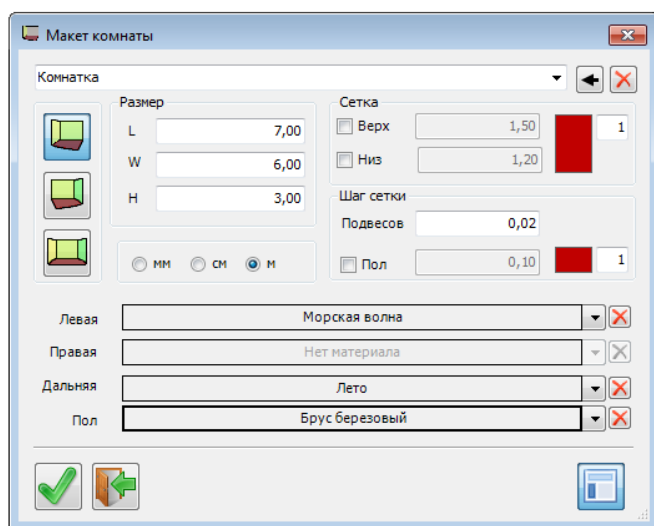 Макет комнаты
Комнатка
Размер
L 7,00
W 6,00
H 3,00
мм см м
Сетка
Верх 1,50 1
Низ 1,20
Шаг сетки
Подвесов 0,02
Пол 0,10 1
Левая Морская волна
Правая Нет материала
Дальняя Лето
Пол Брус березовый